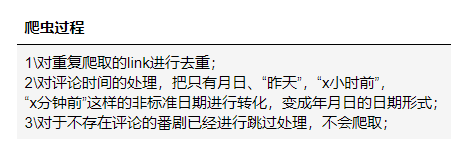 爬虫过程
1\对重复爬取的link进行去重；
2\对评论时间的处理，把只有月日、“昨天”，“x小时前”，
“x分钟前”这样的非标准日期进行转化，变成年月日的日期形式；
3\对于不存在评论的番剧已经进行跳过处理，不会爬取；